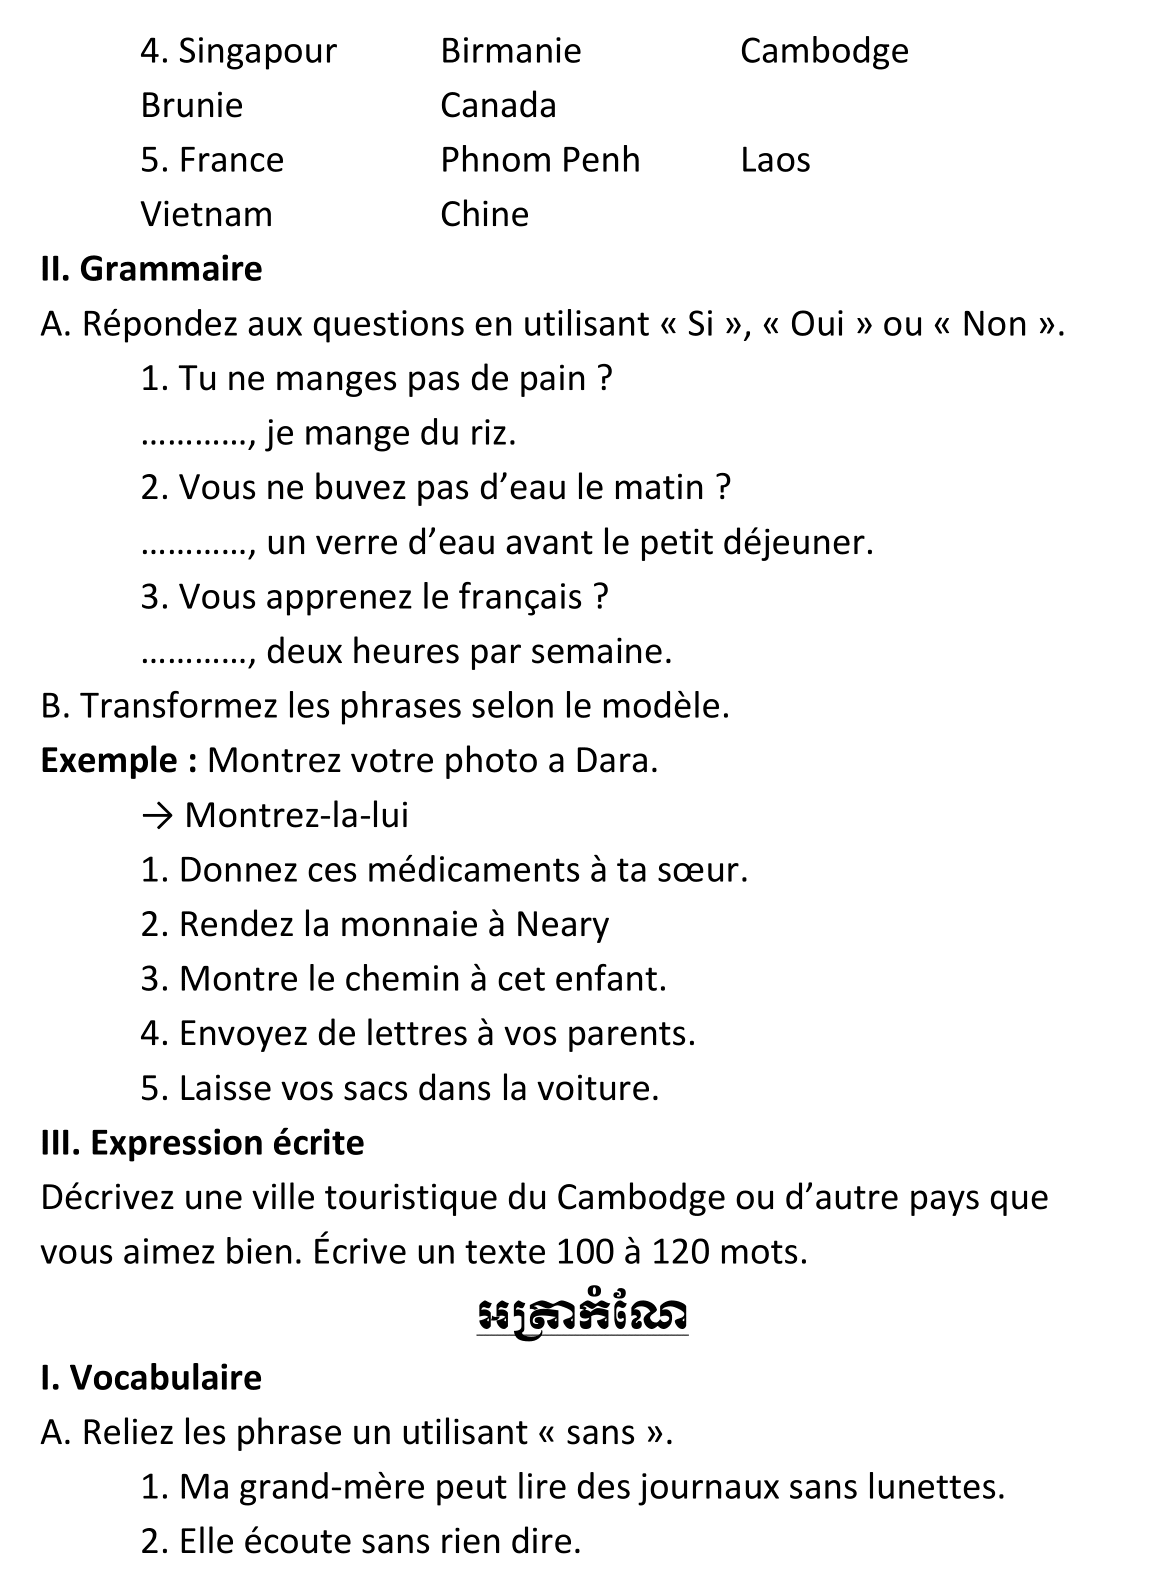 4. Singapour Birmanie Cambodge
Brunie Canada
5. France Phnom Penh Laos
Vietnam Chine
II. Grammaire
A. Répondez aux questions en utilisant « Si », « Oui » ou « Non ».
1. Tu ne manges pas de pain ?
…………, je mange du riz.
2. Vous ne buvez pas d’eau le matin ?
…………, un verre d’eau avant le petit déjeuner.
3. Vous apprenez le français ?
…………, deux heures par semaine.
B. Transformez les phrases selon le modèle.
Exemple : Montrez votre photo a Dara.
→ Montrez-la-lui
1. Donnez ces médicaments à ta sœur.
2. Rendez la monnaie à Neary
3. Montre le chemin à cet enfant.
4. Envoyez de lettres à vos parents.
5. Laisse vos sacs dans la voiture.
III. Expression écrite
Décrivez une ville touristique du Cambodge ou d’autre pays que
vous aimez bien. Écrive un texte 100 à 120 mots.
អត្រាកំណែ
I. Vocabulaire
A. Reliez les phrase un utilisant « sans ».
1. Ma grand-mère peut lire des journaux sans lunettes.
2. Elle écoute sans rien dire.